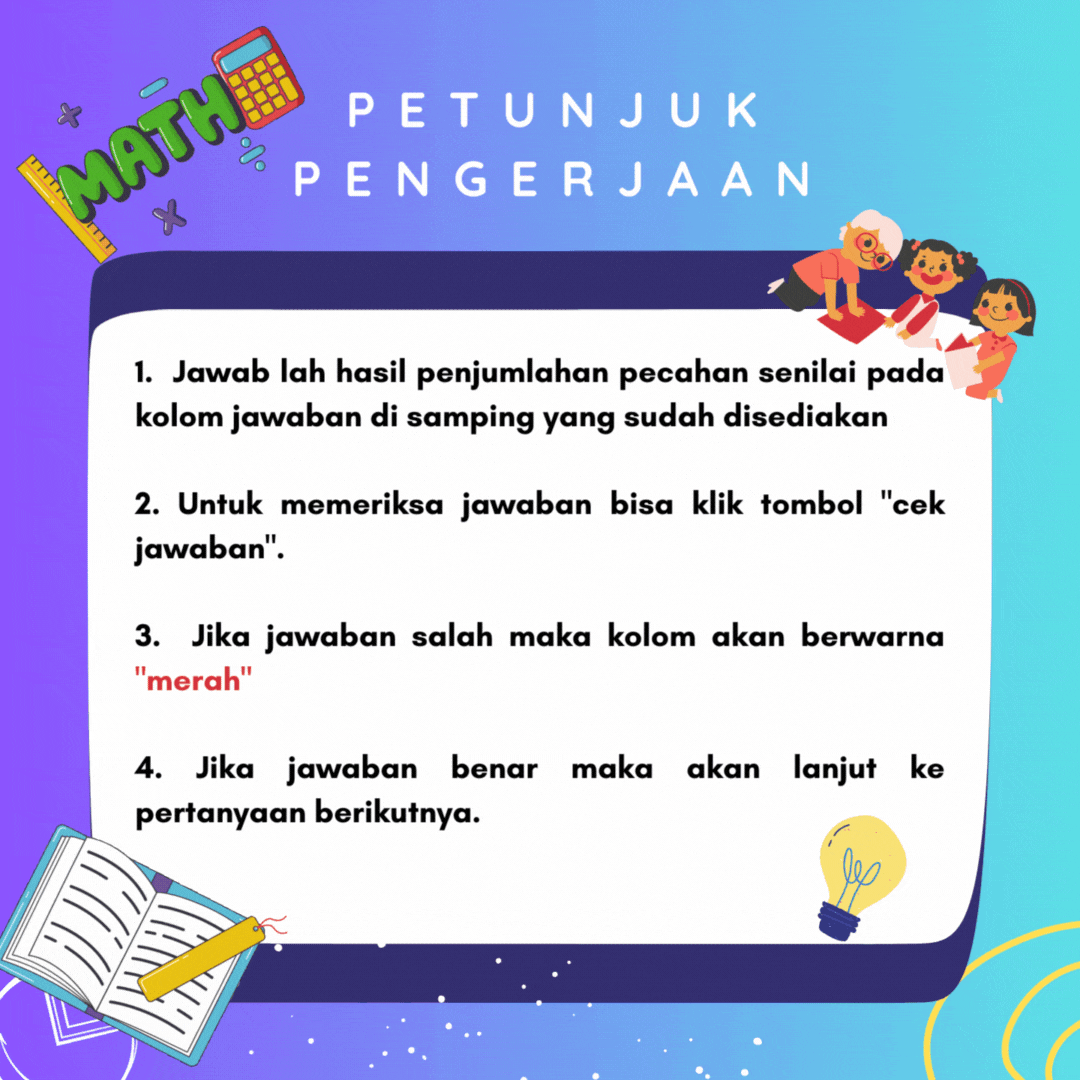 MATH
PETUNJUK
PENGERJAAN
1. Jawab lah hasil penjumlahan pecahan senilai pada
kolom jawaban di samping yang sudah disediakan
2. Untuk memeriksa jawaban bisa klik tombol "cek
jawaban".
3. Jika jawaban salah maka kolom akan berwarna
"merah"
4. Jika jawaban benar maka akan lanjut ke
pertanyaan berikutnya.